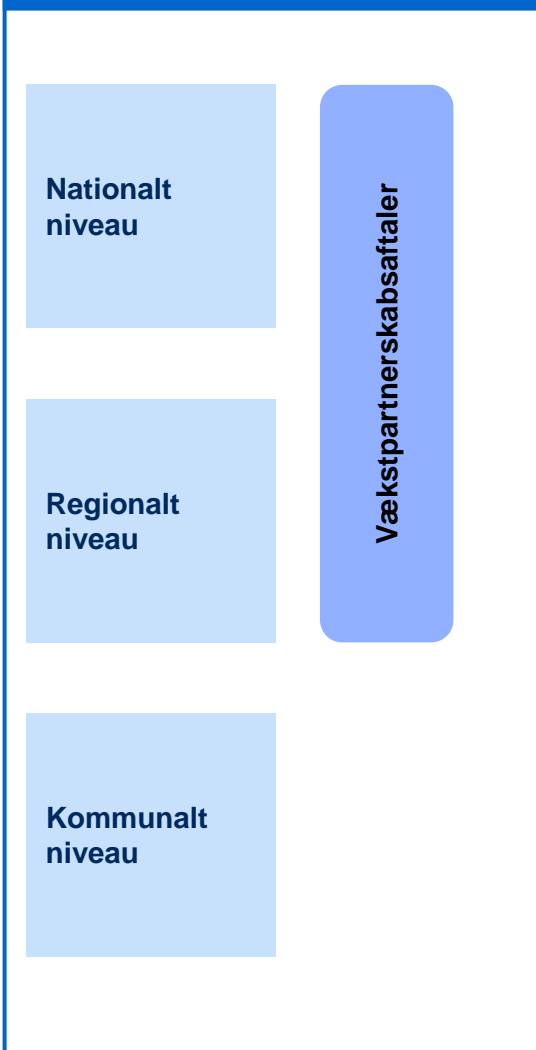 Nationalt
niveau
Vækstpartnerskabsaftaler
Regionalt
niveau
Kommunalt
niveau